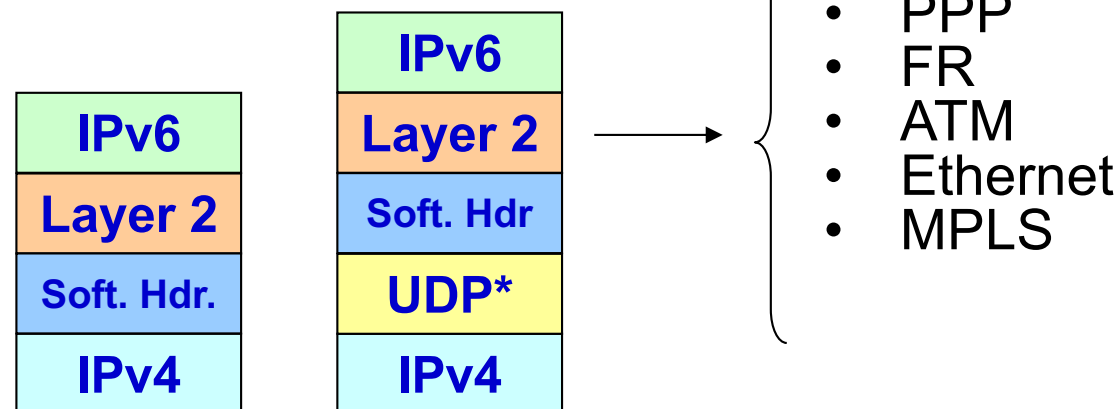 IPv6
Layer 2
Soft. Hdr.
IPv4
IPv6
Layer 2
Soft. Hdr
UDP*
IPv4
• PPP
• FR
• ATM
• Ethernet
• MPLS